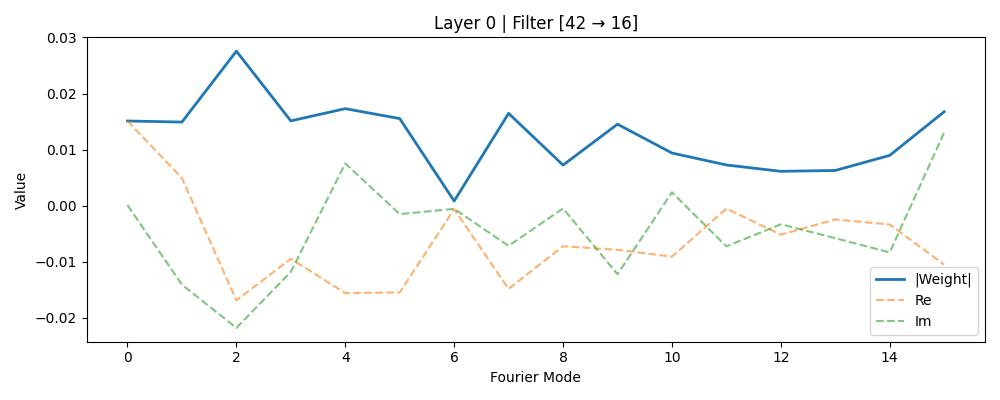 Layer 0 | Filter [42 → 16]
0.03
0.02
0.01
0.00
−0.01
−0.02
Value
0 2 4 6 8 10 12 14
Fourier Mode
|Weight|
Re
Im